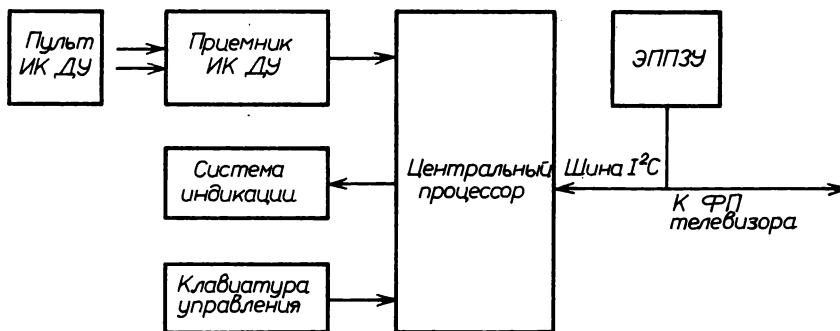 Пульт
ИК ДУ
Приемник
ИК ДУ
ЭППЗУ
Система
индикации
Центральный
процессор
Шина I²C
К ФП
телевизора
Клавиатура
управления